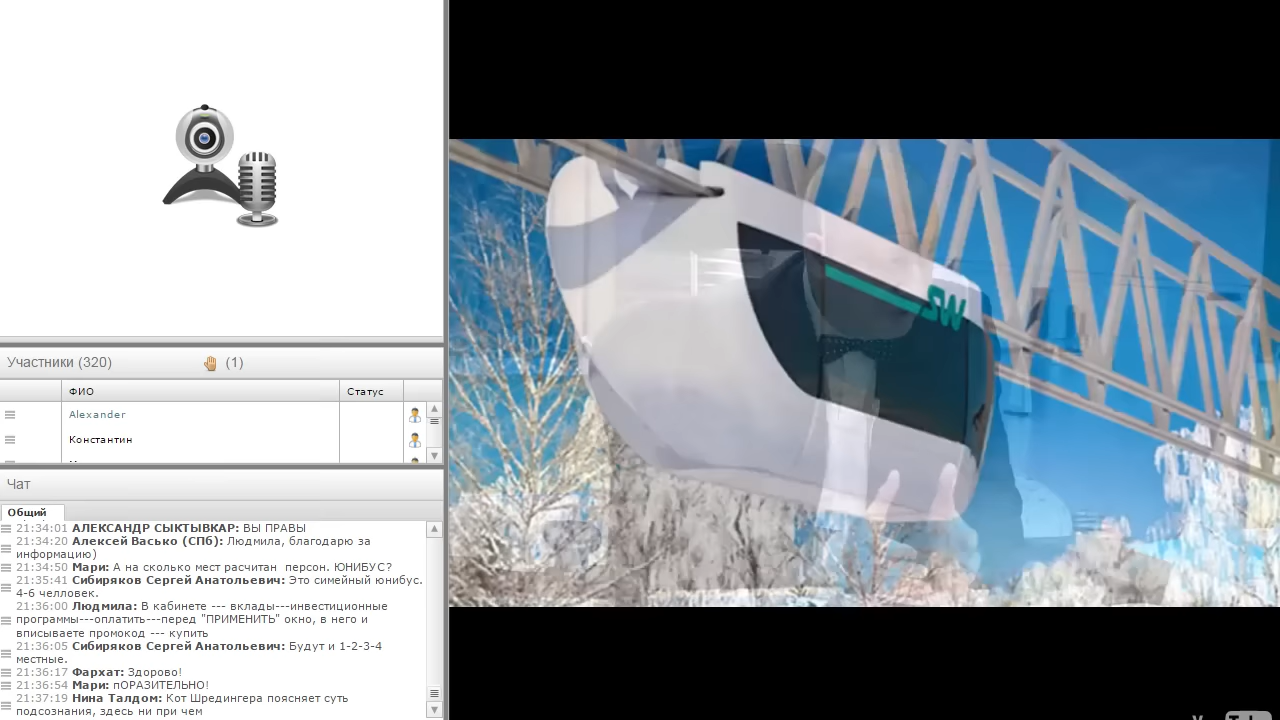 Участники (320)
(1)
ФИО
Статус
Alexander
Константин
Чат
Общий
21:34:01 АЛЕКСАНДР СЫКТЫВКАР: ВЫ ПРАВЫ
21:34:20 Алексей Васько (СПб): Людмила, благодарю за
информацию)
21:34:50 Мари: А на сколько мест расчитан персон. ЮНИБУС?
21:35:41 Сибиряков Сергей Анатольевич: Это симейный юнибус.
4-6 челловек.
21:36:00 Людмила: В кабинете --- вклады---инвестиционные
программы---оплатить---перед "ПРИМЕНИТЬ" окно, в него и
вписываете промокод --- купить
21:36:05 Сибиряков Сергей Анатольевич: Будут и 1-2-3-4
местные.
21:36:17 Фархат: Здорово!
21:36:54 Мари: пОРАЗИТЕЛЬНО!
21:37:19 Нина Талдом: Кот Шредингера поясняет суть
подсознания, здесь ни при чем
SW